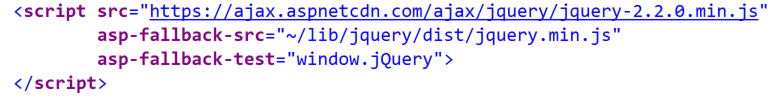 <script src="https://ajax.aspnetcdn.com/ajax/jquery/jquery-2.2.0.min.js"
asp-fallback-src="~/lib/jquery/dist/jquery.min.js"
asp-fallback-test="window.jQuery">
</script>